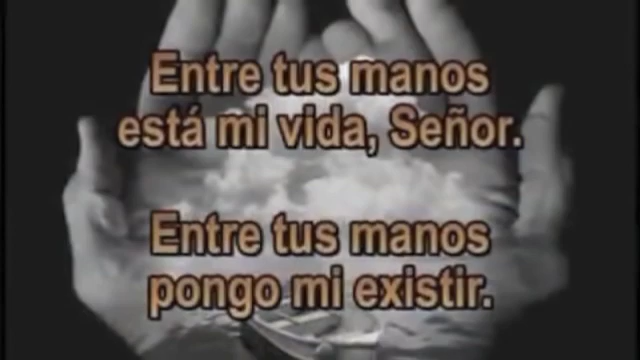 Entre tus manos
está mi vida, Señor.
Entre tus manos
pongo mi existir.